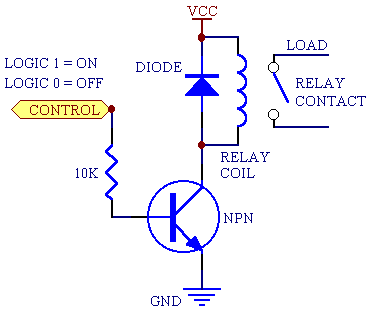 VCC
LOGIC 1 = ON
LOGIC 0 = OFF
DIODE
LOAD
RELAY
CONTACT
CONTROL
RELAY
COIL
10K
NPN
GND